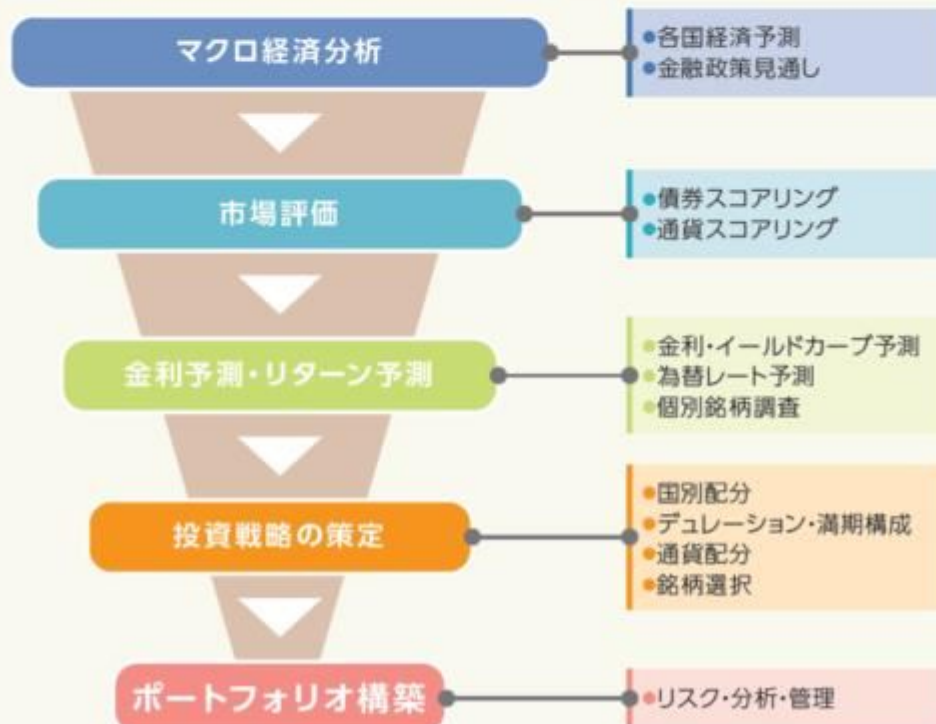 マクロ経済分析
●各国経済予測
●金融政策見通し
市場評価
●債券スコアリング
●通貨スコアリング
金利予測・リターン予測
●金利・イールドカーブ予測
●為替レート予測
●個別銘柄調査
投資戦略の策定
●国別配分
●デュレーション・満期構成
●通貨配分
●銘柄選択
ポートフォリオ構築
●リスク・分析・管理